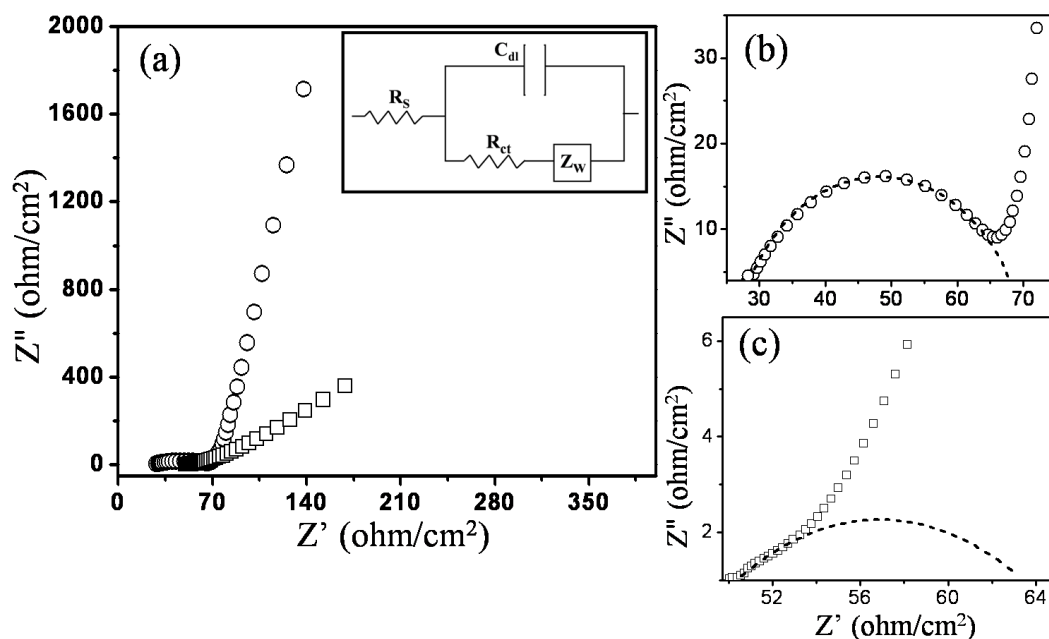 (a)
2000
1600
1200
800
400
0
Z" (ohm/cm²)
0 70 140 210 280 350
Z' (ohm/cm²)
C_dl
R_S
R_ct
Z_W
(b)
30
20
10
Z" (ohm/cm²)
30 40 50 60 70
(c)
6
4
2
Z" (ohm/cm²)
52 56 60 64
Z' (ohm/cm²)